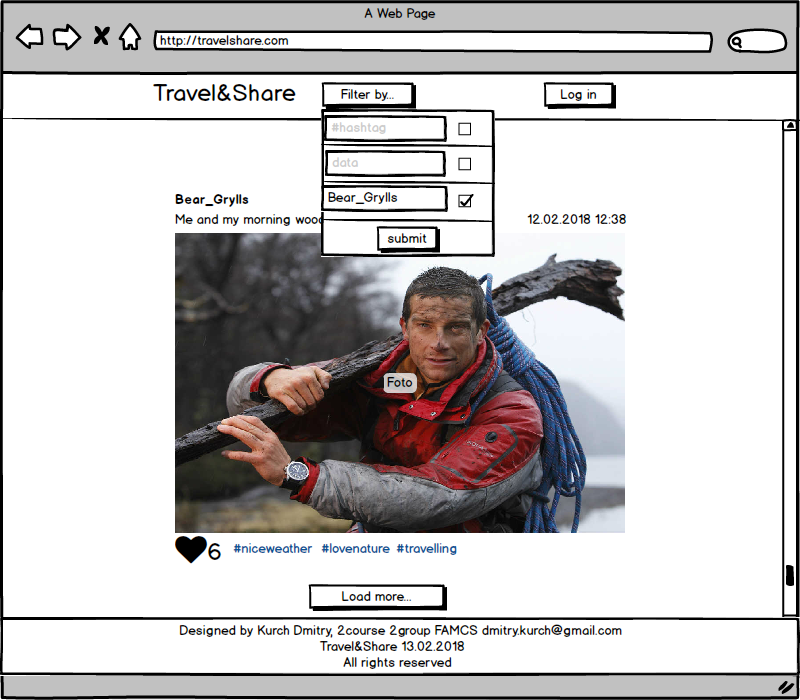 A Web Page
http://travelshare.com
Travel&Share
Filter by...
Log in
#hashtag
data
Bear_Grylls
submit
Bear_Grylls
Me and my morning
12.02.2018 12:38
Foto
6
#niceweather #lovenature #travelling
Load more...
Designed by Kurch Dmitry, 2course 2group FAMCS dmitry.kurch@gmail.com
Travel&Share 13.02.2018
All rights reserved